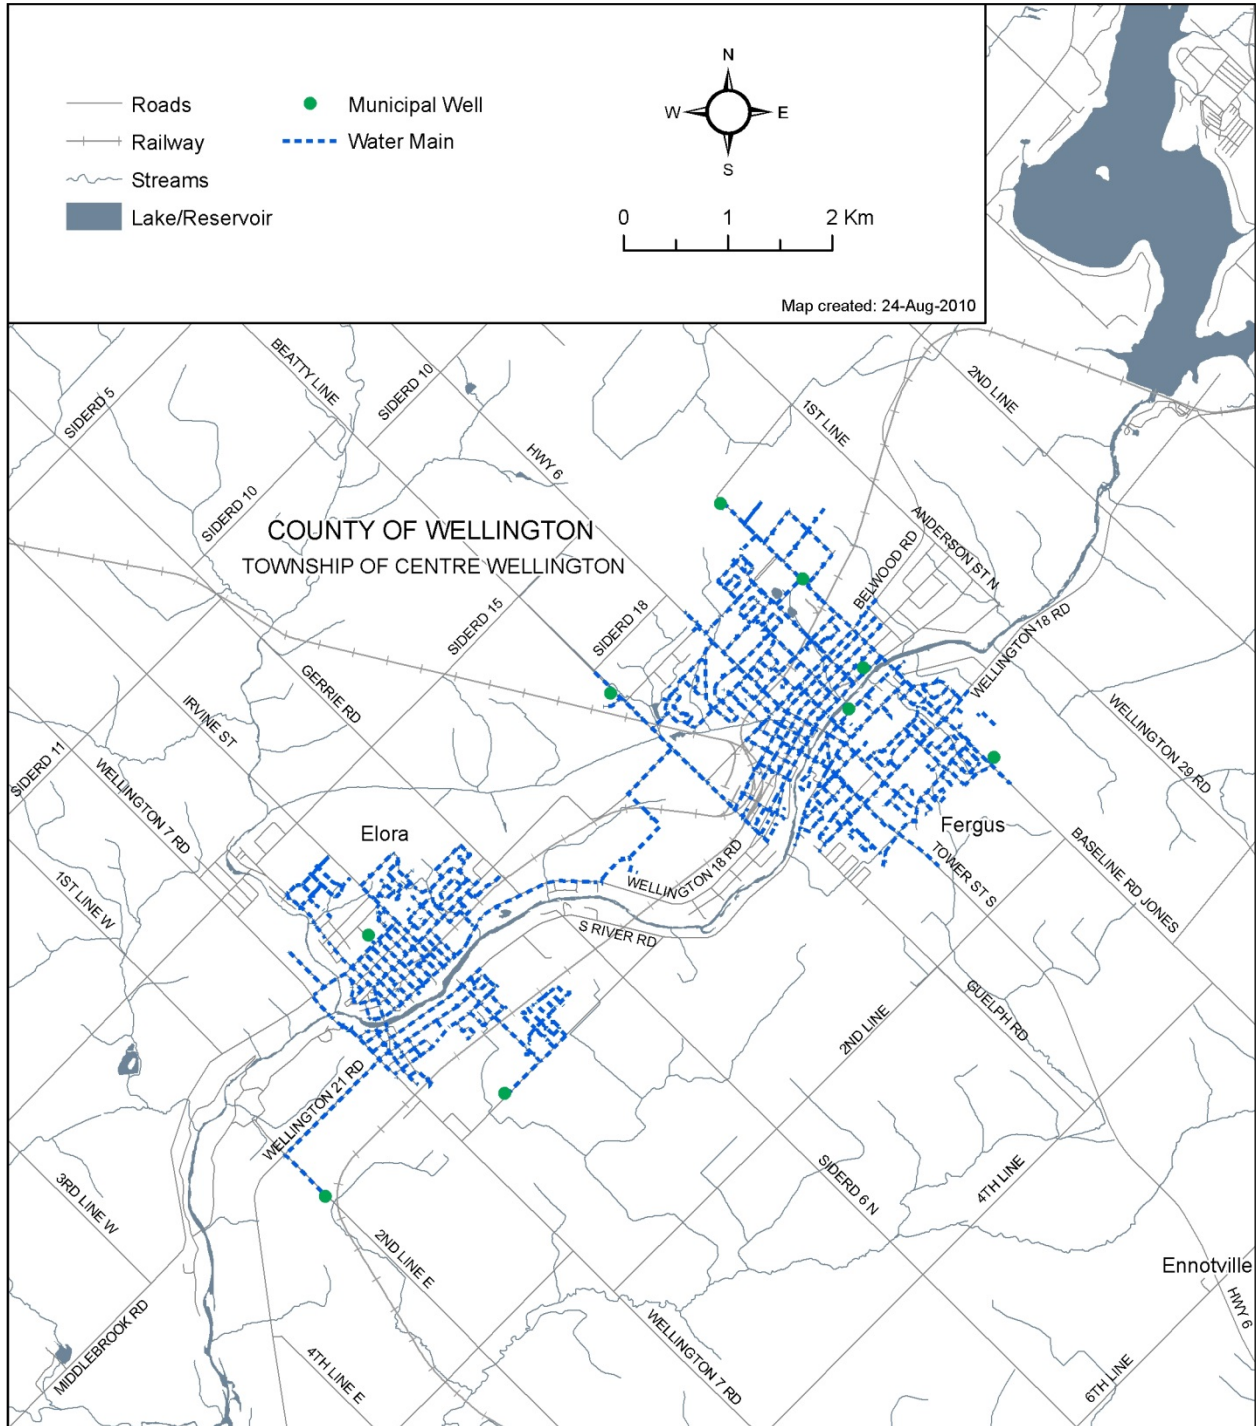 N
W E
S
Roads
Municipal Well
Railway
Water Main
Streams
Lake/Reservoir
0 1 2 Km
Map created: 24-Aug-2010
BEATTY LINE
SIDERD 10
SIDERD 5
2ND LINE
1ST LINE
HWY 6
SIDERD 10
COUNTY OF WELLINGTON
TOWNSHIP OF CENTRE WELLINGTON
ANDERSON ST N
BELWOOD RD
SIDERD 15
SIDERD 18
WELLINGTON 18 RD
GERRIE RD
IRVINE ST
SIDERD 11
WELLINGTON 7 RD
WELLINGTON 29 RD
Elora
Fergus
1ST LINE W
WELLINGTON 18 RD
TOWER ST S
BASELINE RD JONES
S RIVER RD
GUELPH RD
2ND LINE
WELLINGTON 21 RD
SIDERD 6 N
4TH LINE
3RD LINE W
2ND LINE E
Ennotville
HWY 6
MIDDLEBROOK RD
4TH LINE E
WELLINGTON 7 RD
6TH LINE